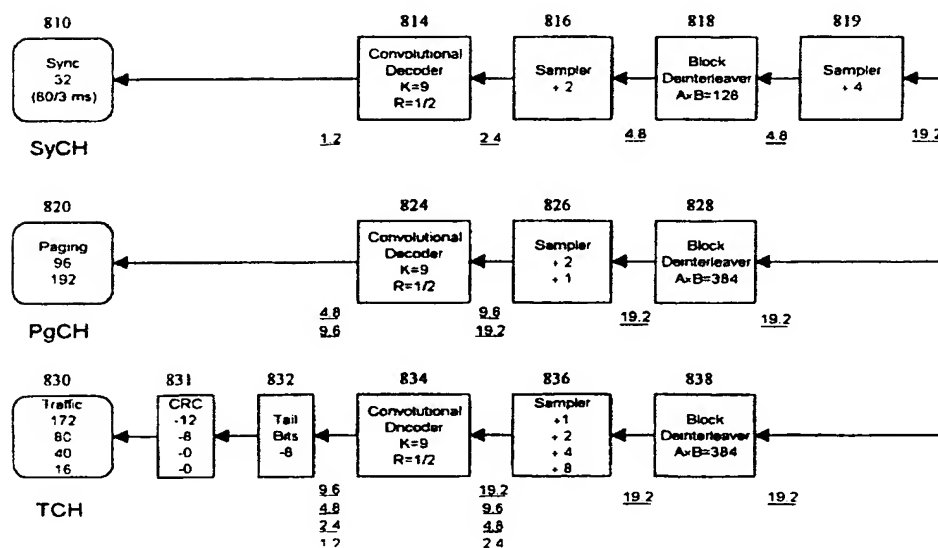 810
814
816
818
819
Sync
32
(80/3 ms)
Convolutional
Decoder
K=9
R=1/2
Sampler
÷ 2
Block
Deinterleaver
A×B=128
Sampler
÷ 4
1.2
2.4
4.8
4.8
19.2
SyCH
820
824
826
828
Paging
96
192
Convolutional
Decoder
K=9
R=1/2
Sampler
÷ 2
÷ 1
Block
Deinterleaver
A×B=384
4.8
9.6
9.6
19.2
19.2
19.2
PgCH
830
831
832
834
836
838
Traffic
172
80
40
16
CRC
-12
-8
-0
-0
Tail
Bits
-8
Convolutional
Decoder
K=9
R=1/2
Sampler
÷1
÷ 2
÷ 4
÷ 8
Block
Deinterleaver
A×B=384
9.6
4.8
2.4
1.2
19.2
9.6
4.8
2.4
19.2
19.2
TCH